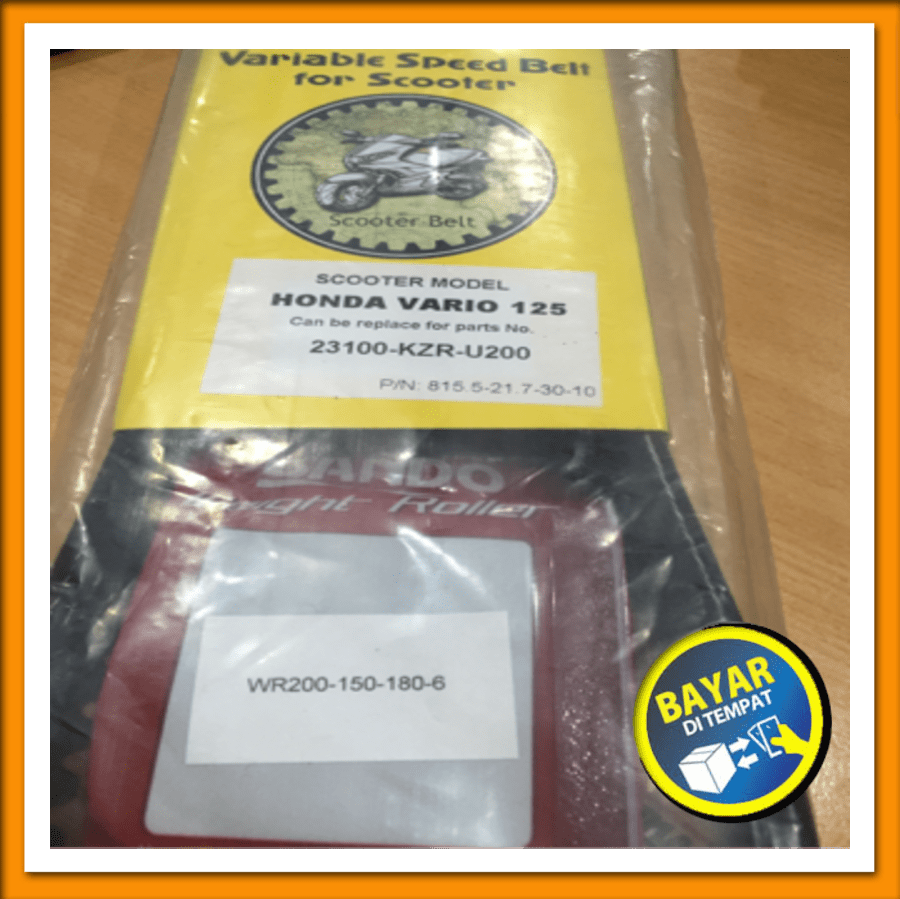 Variable Speed Belt
for Scooter
Scooter Belt
SCOOTER MODEL
HONDA VARIO 125
Can be replace for parts No.
23100-KZR-U200
P/N: 815.5-21.7-30-10
BANDO
Roller
WR200-150-180-6
BAYAR
DI TEMPAT